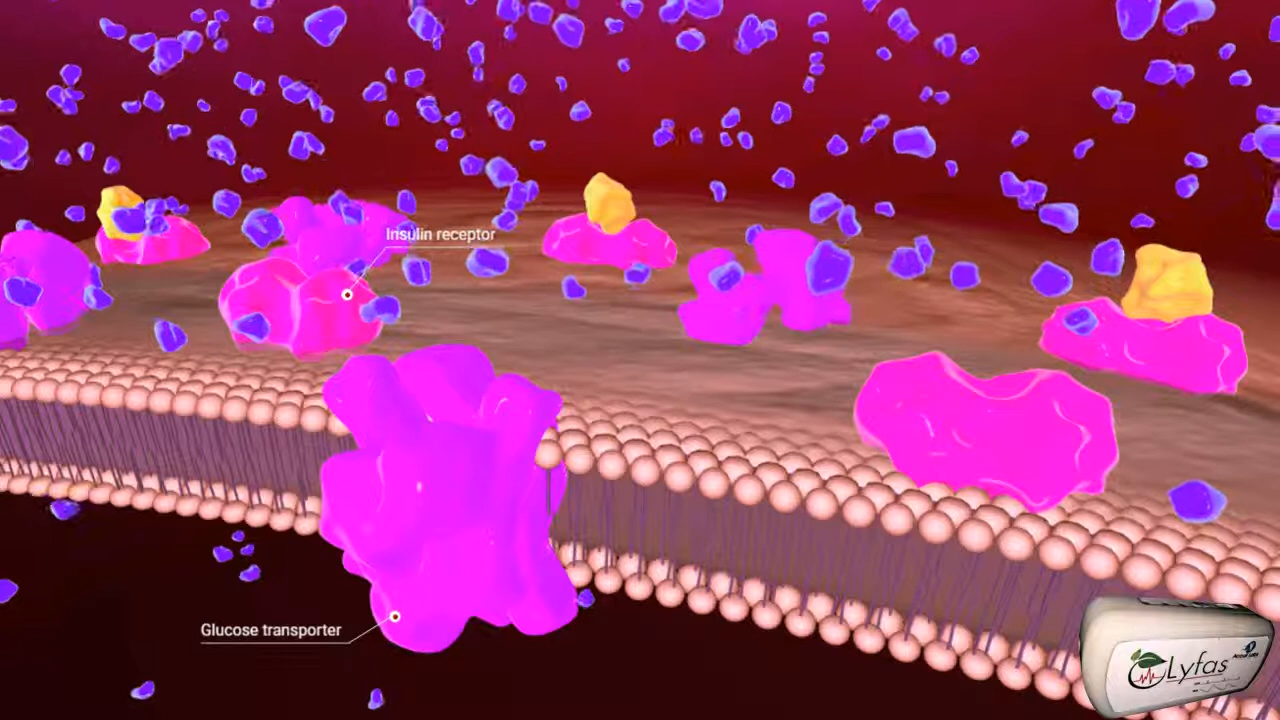 Insulin receptor
Glucose transporter
Lyfas